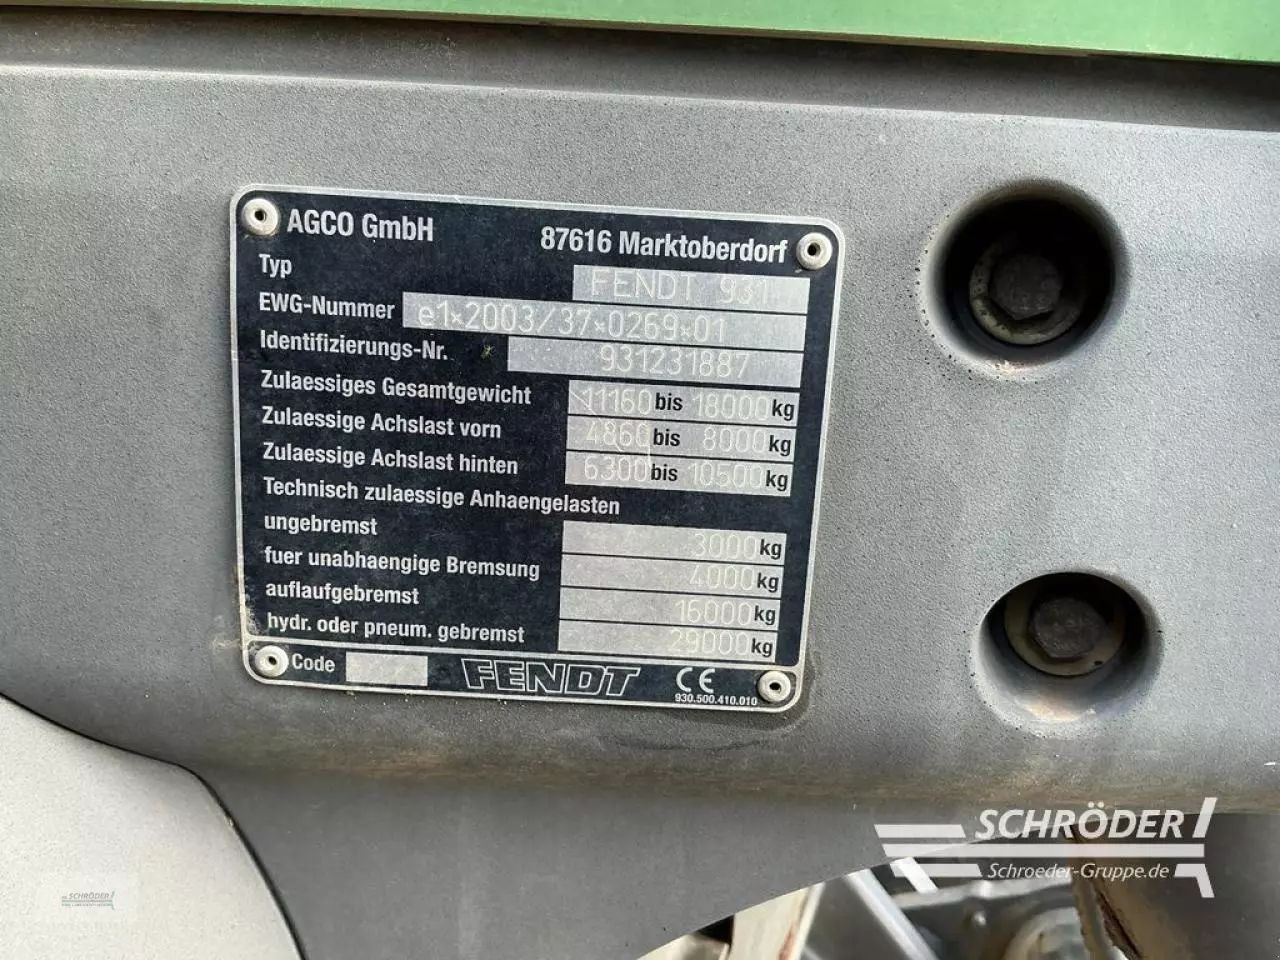 AGCO GmbH 87616 Marktoberdorf
Typ FENDT 931
EWG-Nummer e1*2003/37*0269*01
Identifizierungs-Nr. 931231887
Zulaessiges Gesamtgewicht 11160 bis 18000 kg
Zulaessige Achslast vorn 4860 bis 8000 kg
Zulaessige Achslast hinten 6300 bis 10500 kg
Technisch zulaessige Anhaengelasten
ungebremst 3000 kg
fuer unabhaengige Bremsung 4000 kg
auflaufgebremst 16000 kg
hydr. oder pneum. gebremst 29000 kg
Code FENDT CE
930.500.410.010
SCHRÖDER
Schroeder-Gruppe.de
SCHRÖDER